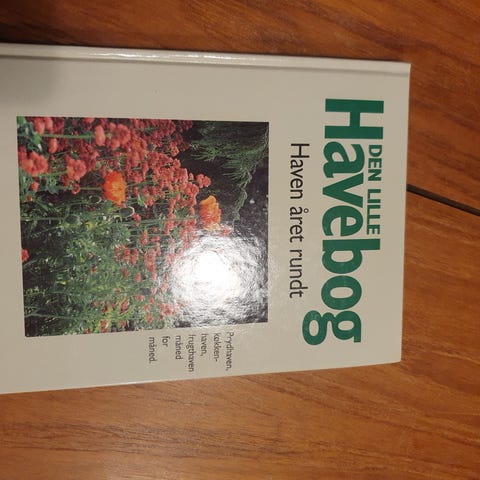 DEN LILLE
Havebog
Haven året rundt
Prydhaven,
køkken-
haven,
frugthaven
måned
for
måned.